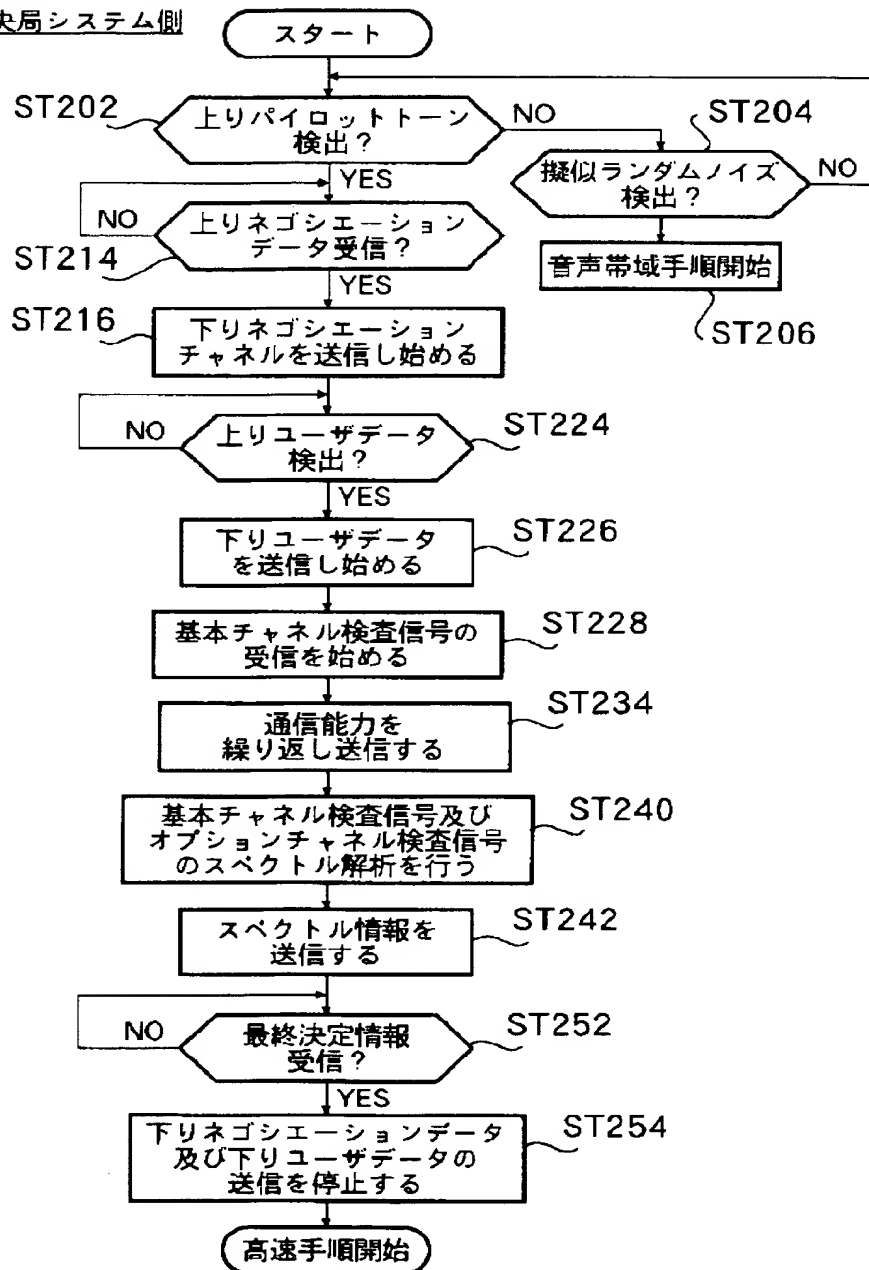 央局システム側
スタート
ST202
上りパイロットトーン
検出？
NO
ST204
擬似ランダムノイズ
検出？
NO
YES
NO
上りネゴシエーション
データ受信？
ST214
音声帯域手順開始
ST206
YES
ST216
下りネゴシエーション
チャネルを送信し始める
NO
上りユーザデータ
検出？
ST224
YES
下りユーザデータ
を送信し始める
ST226
基本チャネル検査信号の
受信を始める
ST228
通信能力を
繰り返し送信する
ST234
基本チャネル検査信号及び
オプションチャネル検査信号
のスペクトル解析を行う
ST240
スペクトル情報を
送信する
ST242
NO
最終決定情報
受信？
ST252
YES
下りネゴシエーションデータ
及び下りユーザデータの
送信を停止する
ST254
高速手順開始